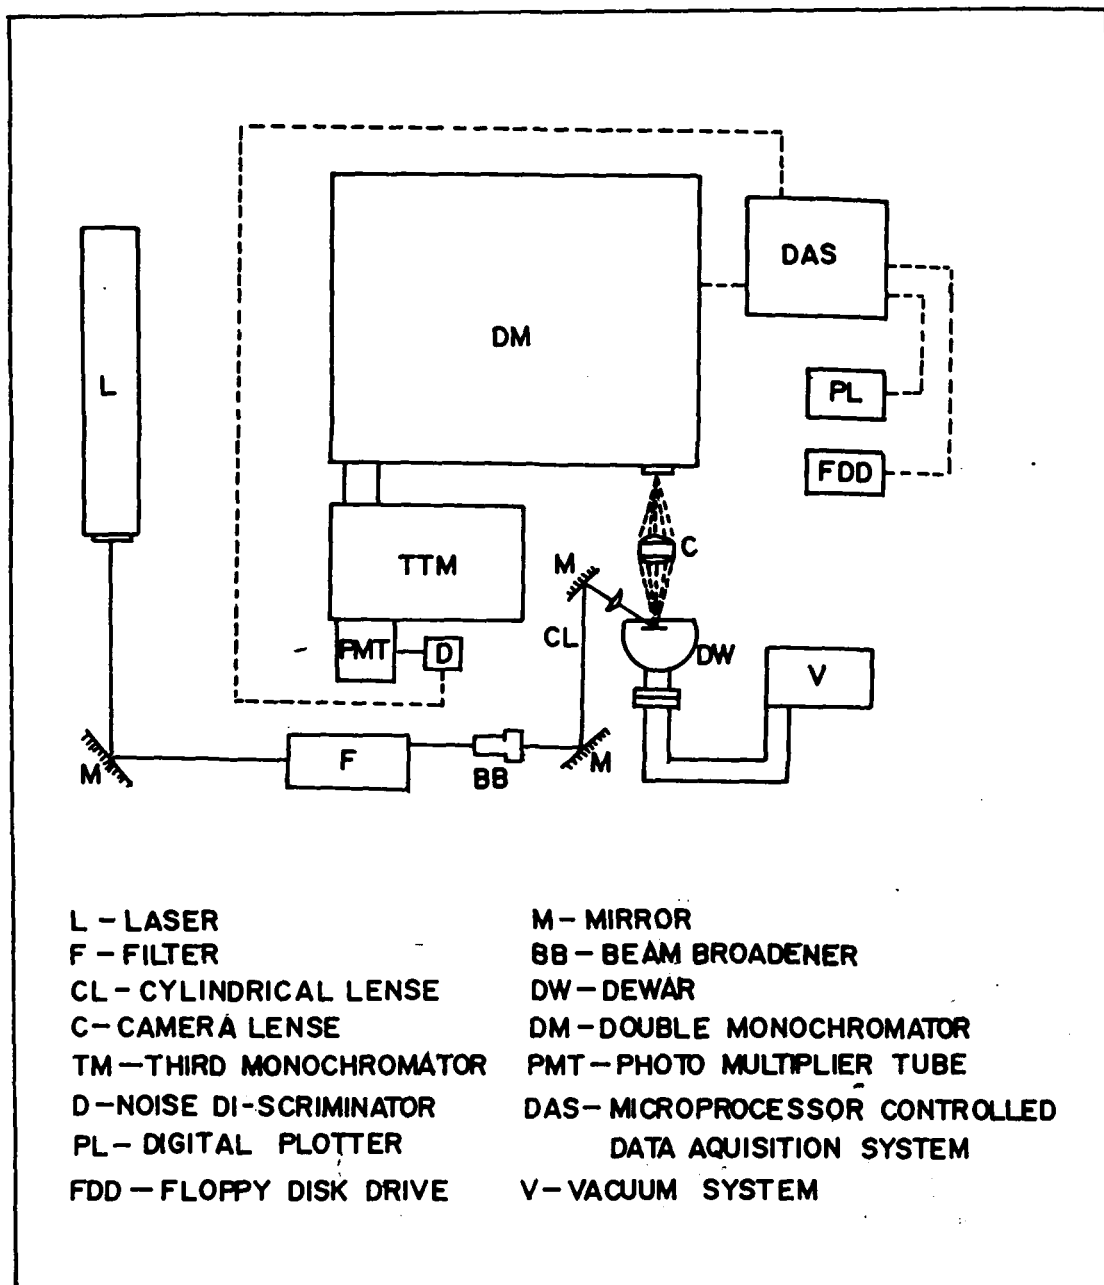 DAS
DM
L
PL
FDD
C
TTM
M
CL
PMT
D
DW
V
M
F
BB
M
L – LASER
M – MIRROR
F – FILTER
BB – BEAM BROADENER
CL – CYLINDRICAL LENSE
DW – DEWAR
C – CAMERA LENSE
DM – DOUBLE MONOCHROMATOR
TM – THIRD MONOCHROMATOR
PMT – PHOTO MULTIPLIER TUBE
D – NOISE DI-SCRIMINATOR
DAS – MICROPROCESSOR CONTROLLED
DATA AQUISITION SYSTEM
PL – DIGITAL PLOTTER
FDD – FLOPPY DISK DRIVE
V – VACUUM SYSTEM